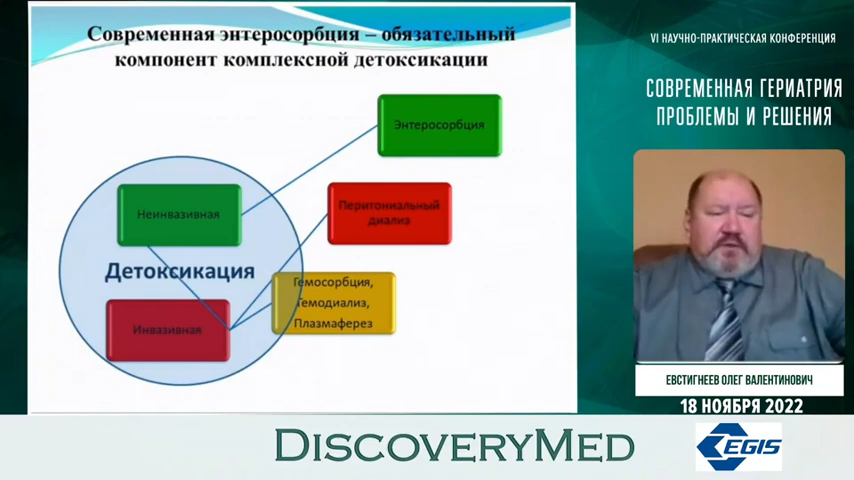 Современная энтеросорбция – обязательный
компонент комплексной детоксикации
Энтеросорбция
Неинвазивная
Перитониальный
диализ
Детоксикация
Гемосорбция,
Гемодиализ,
Плазмаферез
Инвазивная
VI НАУЧНО-ПРАКТИЧЕСКАЯ КОНФЕРЕНЦИЯ
СОВРЕМЕННАЯ ГЕРИАТРИЯ
ПРОБЛЕМЫ И РЕШЕНИЯ
ЕВСТИГНЕЕВ ОЛЕГ ВАЛЕНТИНОВИЧ
18 НОЯБРЯ 2022
DISCOVERYMED
EGIS